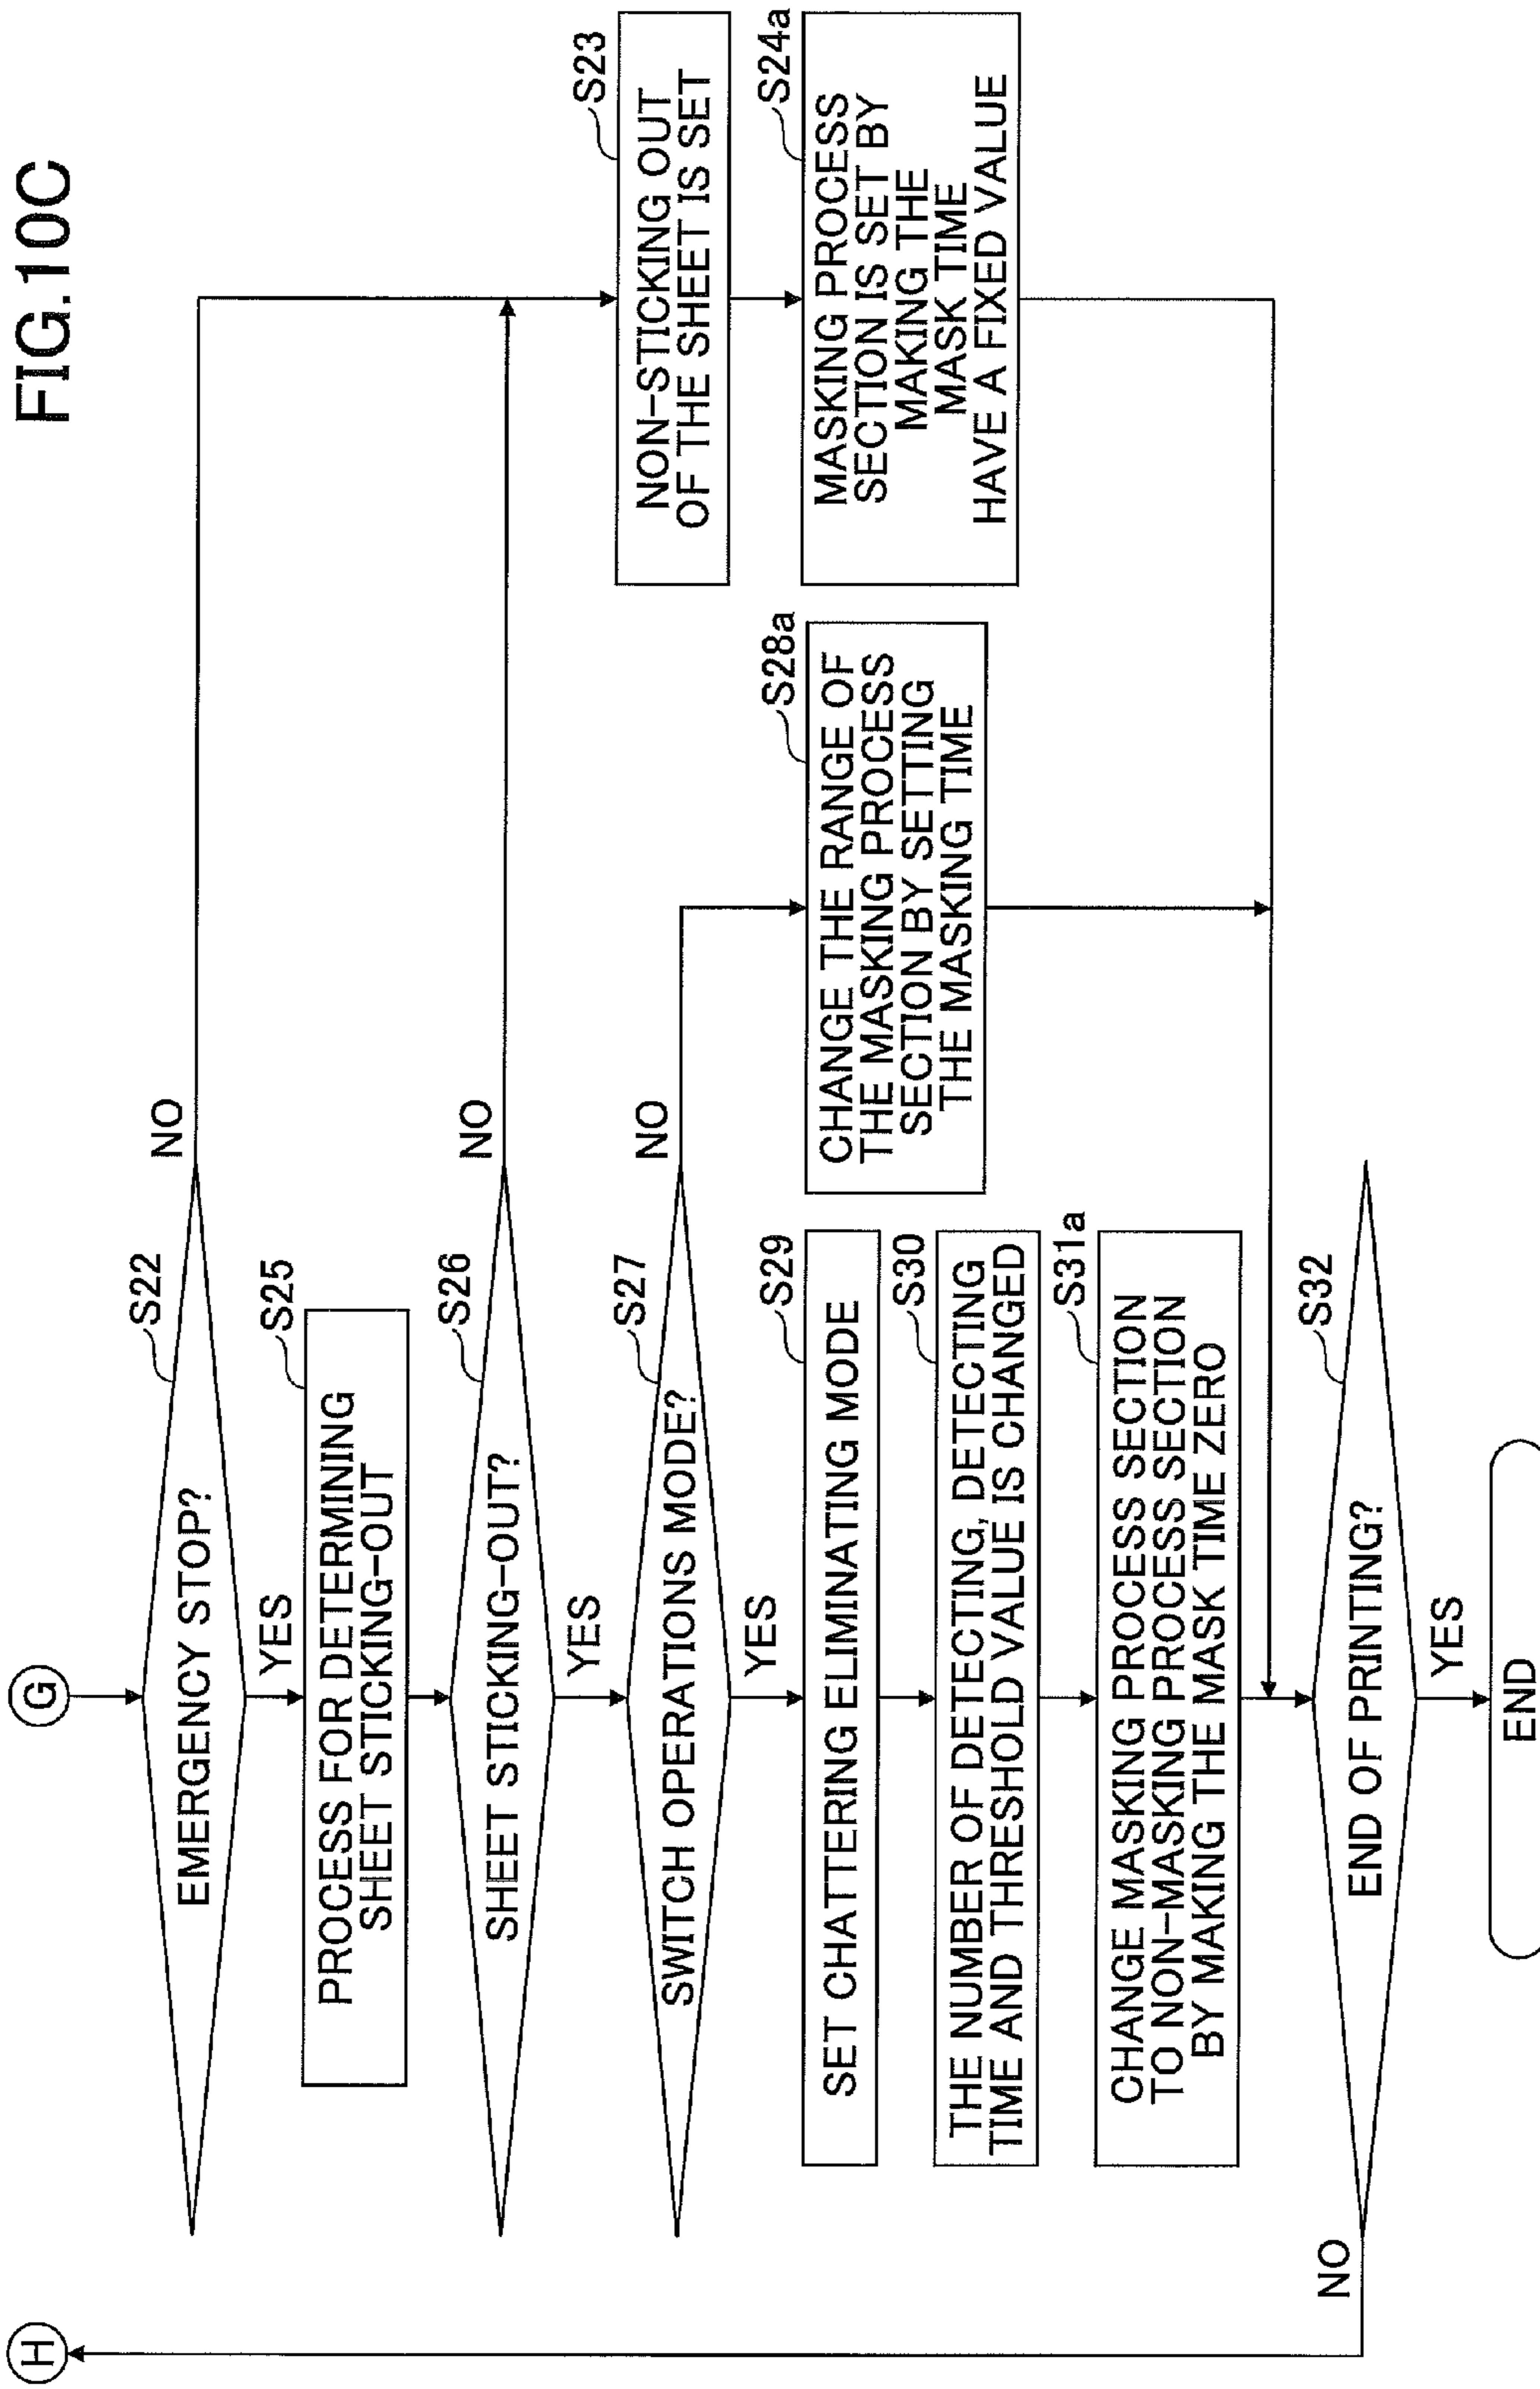 FIG.10C
G
H
S22
EMERGENCY STOP?
NO
YES
S25
PROCESS FOR DETERMINING
SHEET STICKING-OUT
S26
SHEET STICKING-OUT?
NO
YES
S27
SWITCH OPERATIONS MODE?
NO
YES
S23
NON-STICKING OUT
OF THE SHEET IS SET
S24a
MASKING PROCESS
SECTION IS SET BY
MAKING THE
MASK TIME
HAVE A FIXED VALUE
S28a
CHANGE THE RANGE OF
THE MASKING PROCESS
SECTION BY SETTING
THE MASKING TIME
S29
SET CHATTERING ELIMINATING MODE
S30
THE NUMBER OF DETECTING, DETECTING
TIME AND THRESHOLD VALUE IS CHANGED
S31a
CHANGE MASKING PROCESS SECTION
TO NON-MASKING PROCESS SECTION
BY MAKING THE MASK TIME ZERO
S32
END OF PRINTING?
NO
YES
END